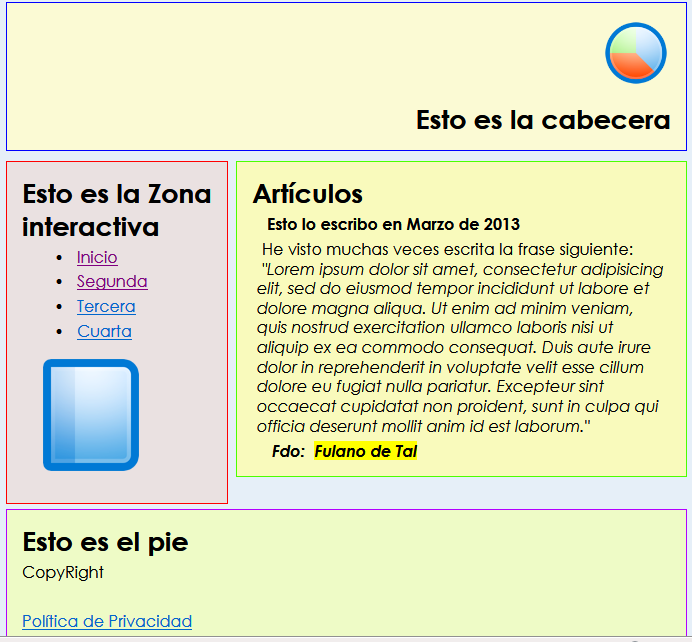 Esto es la cabecera
Esto es la Zona
interactiva
Inicio
Segunda
Tercera
Cuarta
Artículos
Esto lo escribo en Marzo de 2013
He visto muchas veces escrita la frase siguiente:
"Lorem ipsum dolor sit amet, consectetur adipisicing
elit, sed do eiusmod tempor incididunt ut labore et
dolore magna aliqua. Ut enim ad minim veniam,
quis nostrud exercitation ullamco laboris nisi ut
aliquip ex ea commodo consequat. Duis aute irure
dolor in reprehenderit in voluptate velit esse cillum
dolore eu fugiat nulla pariatur. Excepteur sint
occaecat cupidatat non proident, sunt in culpa qui
officia deserunt mollit anim id est laborum."
Fdo: Fulano de Tal
Esto es el pie
CopyRight
Política de Privacidad